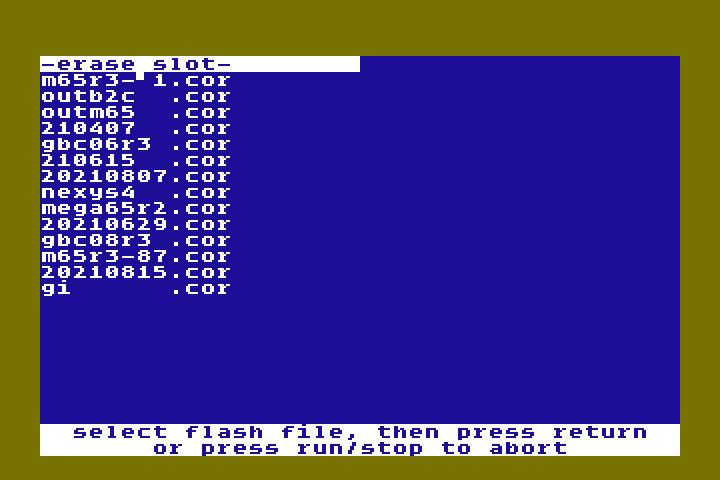 -erase slot-
m65r3-▘1.cor
outb2c  .cor
outm65  .cor
210407  .cor
gbc06r3 .cor
210615  .cor
20210807.cor
nexys4  .cor
mega65r2.cor
20210629.cor
gbc08r3 .cor
m65r3-87.cor
20210815.cor
gi      .cor
select flash file, then press return
or press run/stop to abort